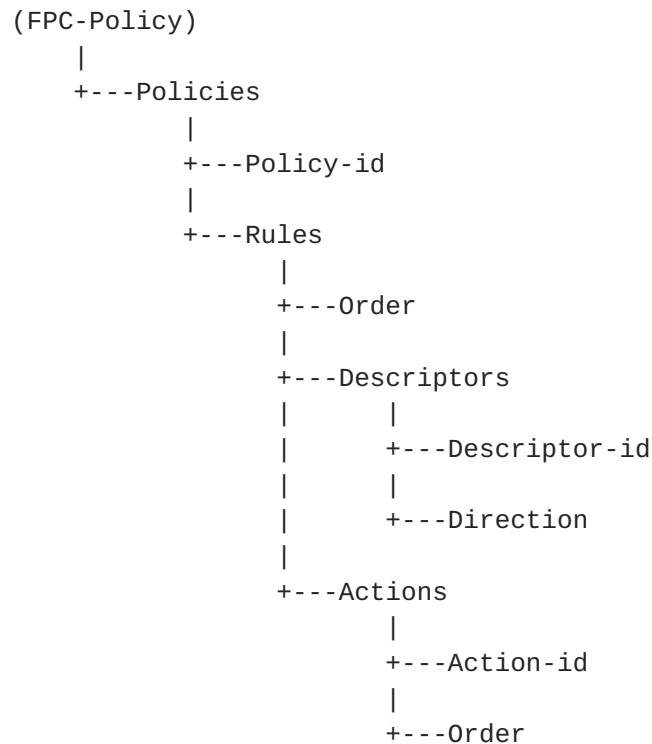 (FPC-Policy)
    |
    +---Policies
           |
           +---Policy-id
           |
           +---Rules
                 |
                 +---Order
                 |
                 +---Descriptors
                 |      |
                 |      +---Descriptor-id
                 |      |
                 |      +---Direction
                 |
                 +---Actions
                        |
                        +---Action-id
                        |
                        +---Order